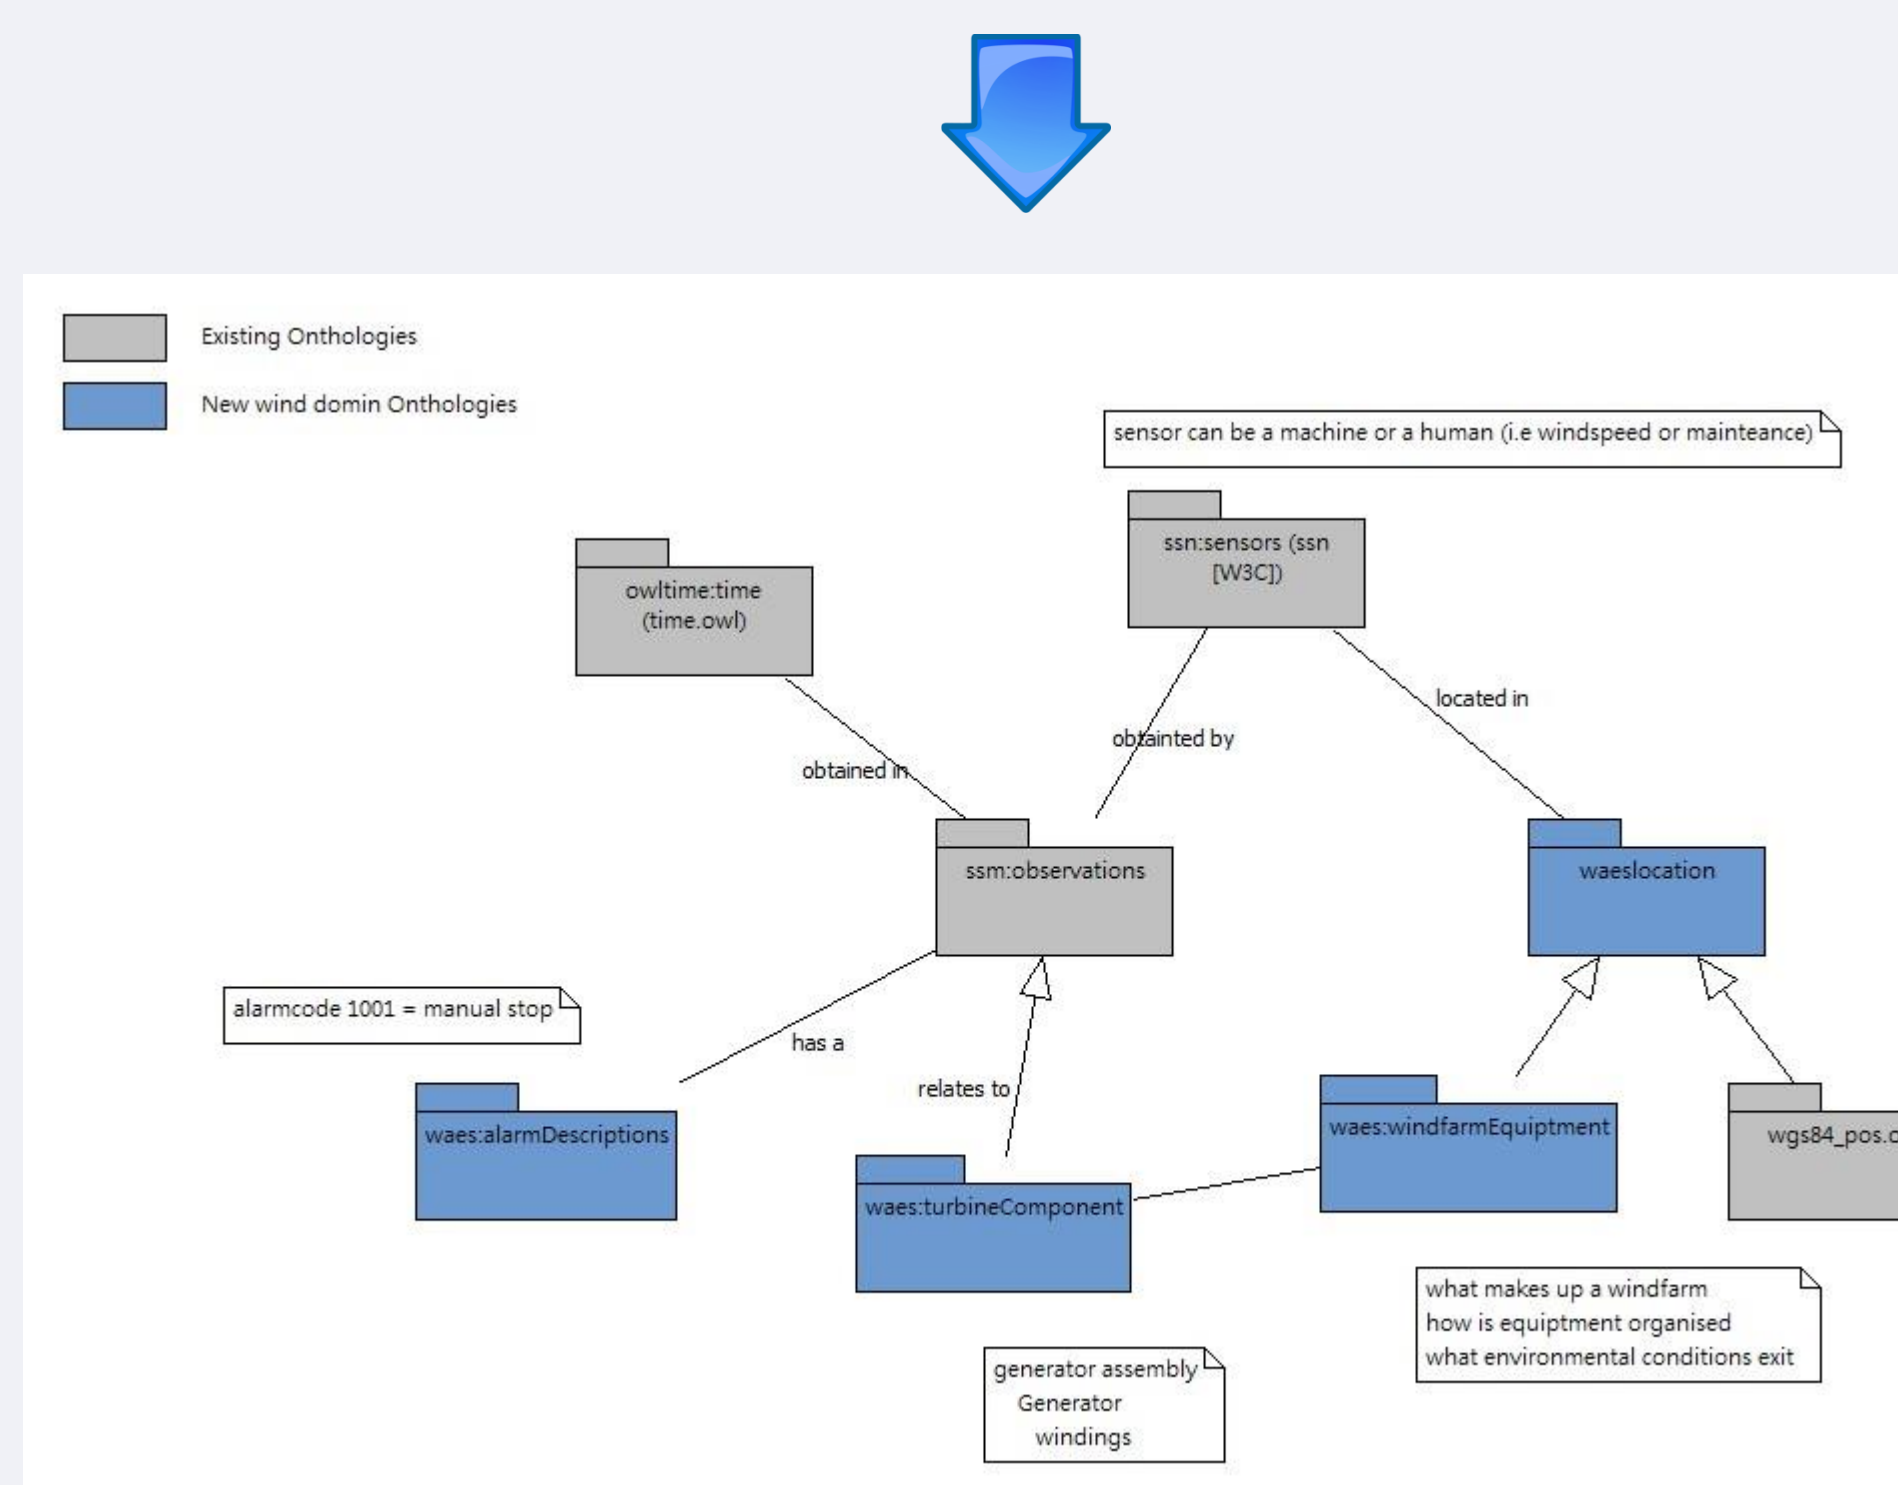 Existing Onthologies
New wind domin Onthologies
sensor can be a machine or a human (i.e windspeed or mainteance)
ssn:sensors (ssn
[W3C])
owltime:time
(time.owl)
located in
obtainted by
obtained in
ssm:observations
waeslocation
alarmcode 1001 = manual stop
has a
relates to
waes:alarmDescriptions
waes:windfarmEquiptment
wgs84_pos.o
waes:turbineComponent
what makes up a windfarm
how is equiptment organised
what environmental conditions exit
generator assembly
Generator
windings